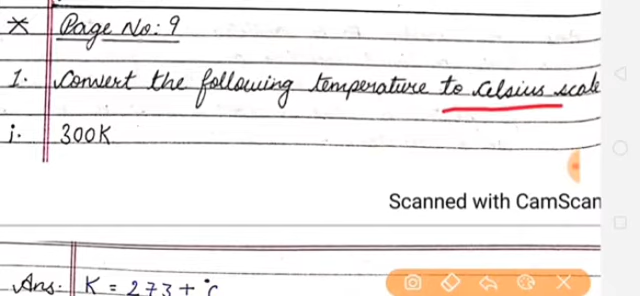 * Page No: 9
1. Convert the following temperature to Celsius scale
i. 300K
Scanned with CamScan
Ans. K = 273 + °C